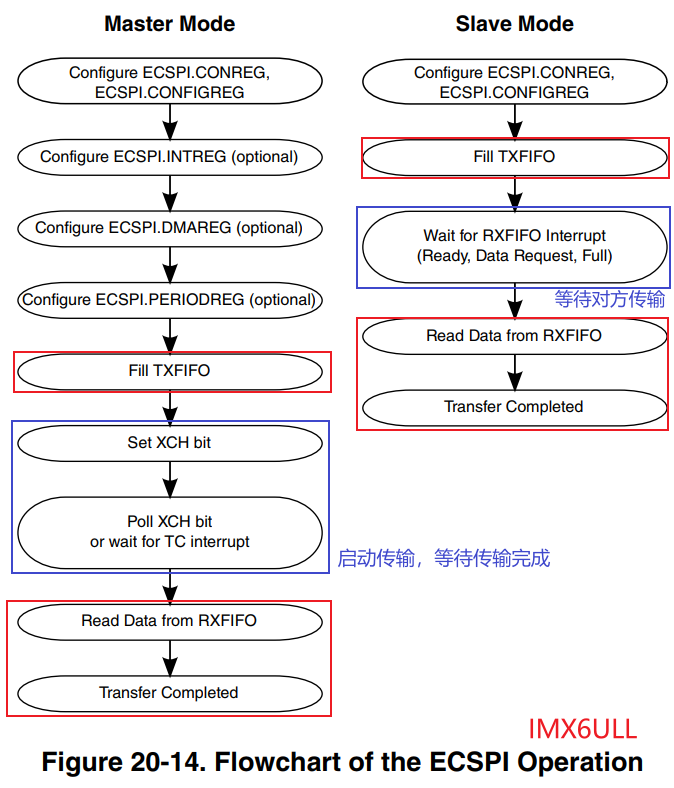 Master Mode
Configure ECSPI.CONREG,
ECSPI.CONFIGREG
Configure ECSPI.INTREG (optional)
Configure ECSPI.DMAREG (optional)
Configure ECSPI.PERIODREG (optional)
Fill TXFIFO
Set XCH bit
Poll XCH bit
or wait for TC interrupt
启动传输，等待传输完成
Read Data from RXFIFO
Transfer Completed
Slave Mode
Configure ECSPI.CONREG,
ECSPI.CONFIGREG
Fill TXFIFO
Wait for RXFIFO Interrupt
(Ready, Data Request, Full)
等待对方传输
Read Data from RXFIFO
Transfer Completed
IMX6ULL
Figure 20-14. Flowchart of the ECSPI Operation